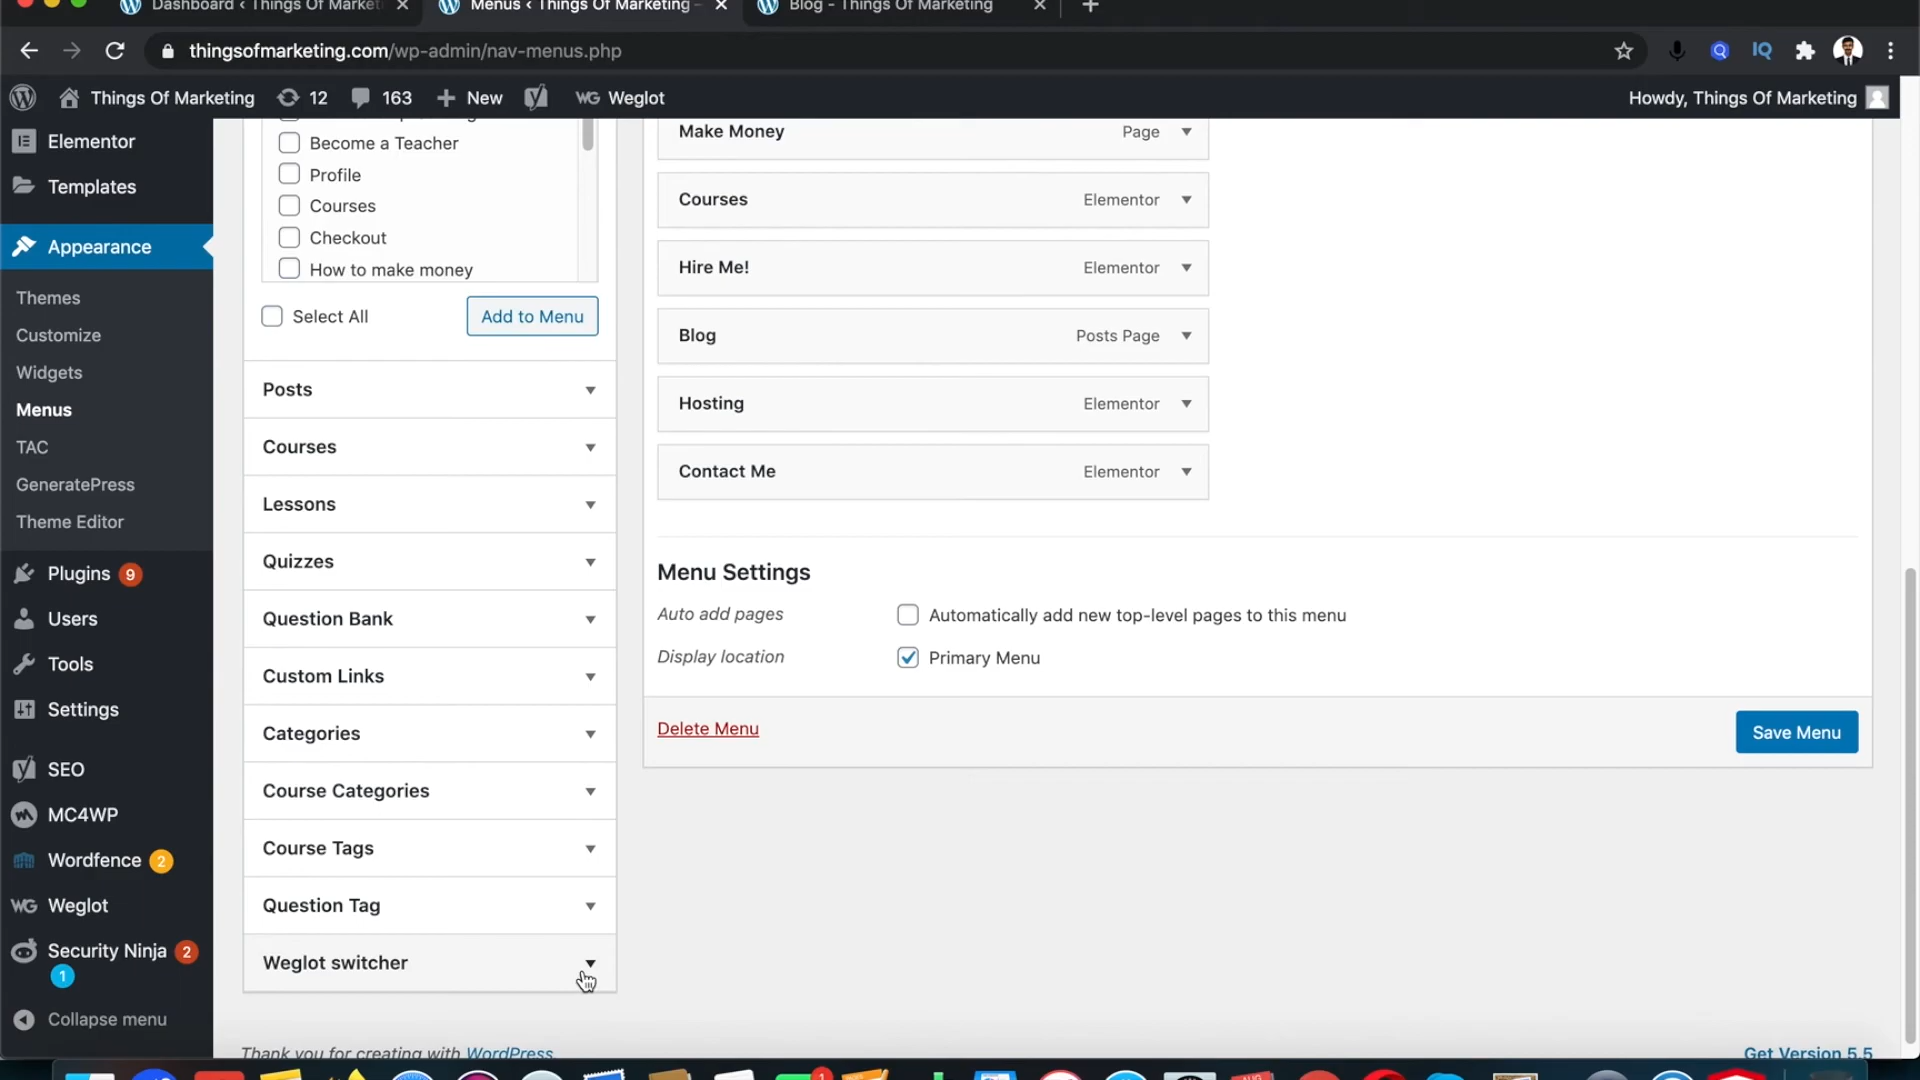 Dashboard < Things Of Market
Menus < Things Of Marketing -
Blog - Things Of Marketing
thingsofmarketing.com/wp-admin/nav-menus.php
IQ
Things Of Marketing
12
163
New
WG Weglot
Howdy, Things Of Marketing
Elementor
Templates
Appearance
Themes
Customize
Widgets
Menus
TAC
GeneratePress
Theme Editor
Plugins 9
Users
Tools
Settings
SEO
MC4WP
Wordfence 2
WG Weglot
Security Ninja 2
1
Collapse menu
Become a Teacher
Profile
Courses
Checkout
How to make money
Select All
Add to Menu
Posts
Courses
Lessons
Quizzes
Question Bank
Custom Links
Categories
Course Categories
Course Tags
Question Tag
Weglot switcher
Make Money Page
Courses Elementor
Hire Me! Elementor
Blog Posts Page
Hosting Elementor
Contact Me Elementor
Menu Settings
Auto add pages
Automatically add new top-level pages to this menu
Display location
Primary Menu
Delete Menu
Save Menu
Thank you for creating with WordPress
Get Version 5.5